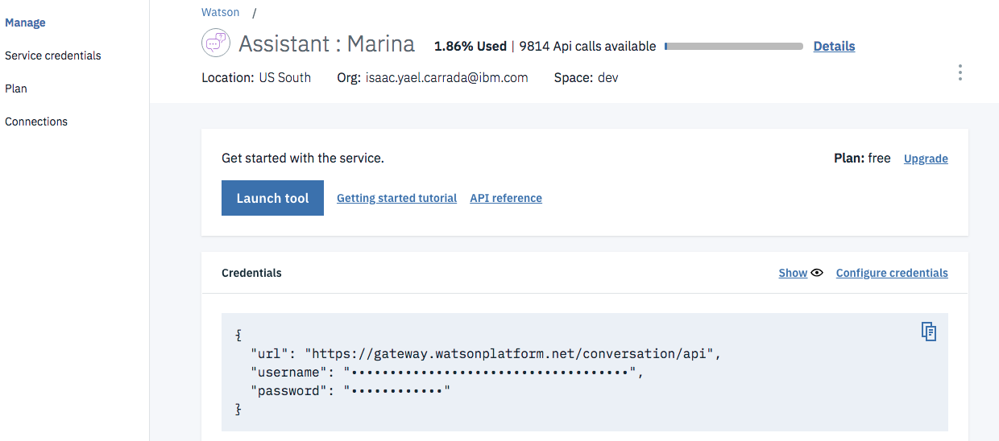 Manage
Service credentials
Plan
Connections
Watson /
Assistant : Marina 1.86% Used | 9814 Api calls available Details
Location: US South Org: isaac.yael.carrada@ibm.com Space: dev
Get started with the service. Plan: free Upgrade
Launch tool Getting started tutorial API reference
Credentials Show Configure credentials
{
"url": "https://gateway.watsonplatform.net/conversation/api",
"username": "••••••••••••••••••••••••••••••••••••",
"password": "••••••••••••"
}